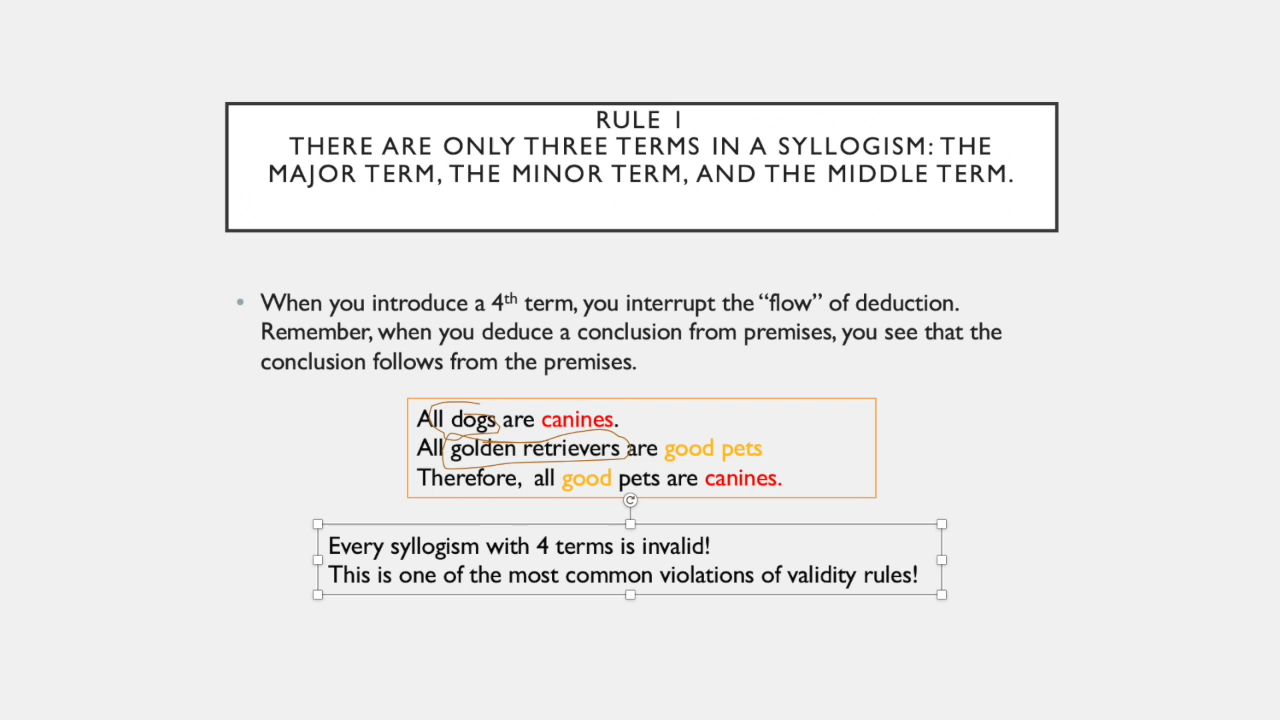 RULE 1
THERE ARE ONLY THREE TERMS IN A SYLLOGISM: THE
MAJOR TERM, THE MINOR TERM, AND THE MIDDLE TERM.
• When you introduce a 4th term, you interrupt the “flow” of deduction.
Remember, when you deduce a conclusion from premises, you see that the
conclusion follows from the premises.
All dogs are canines.
All golden retrievers are good pets
Therefore, all good pets are canines.
Every syllogism with 4 terms is invalid!
This is one of the most common violations of validity rules!